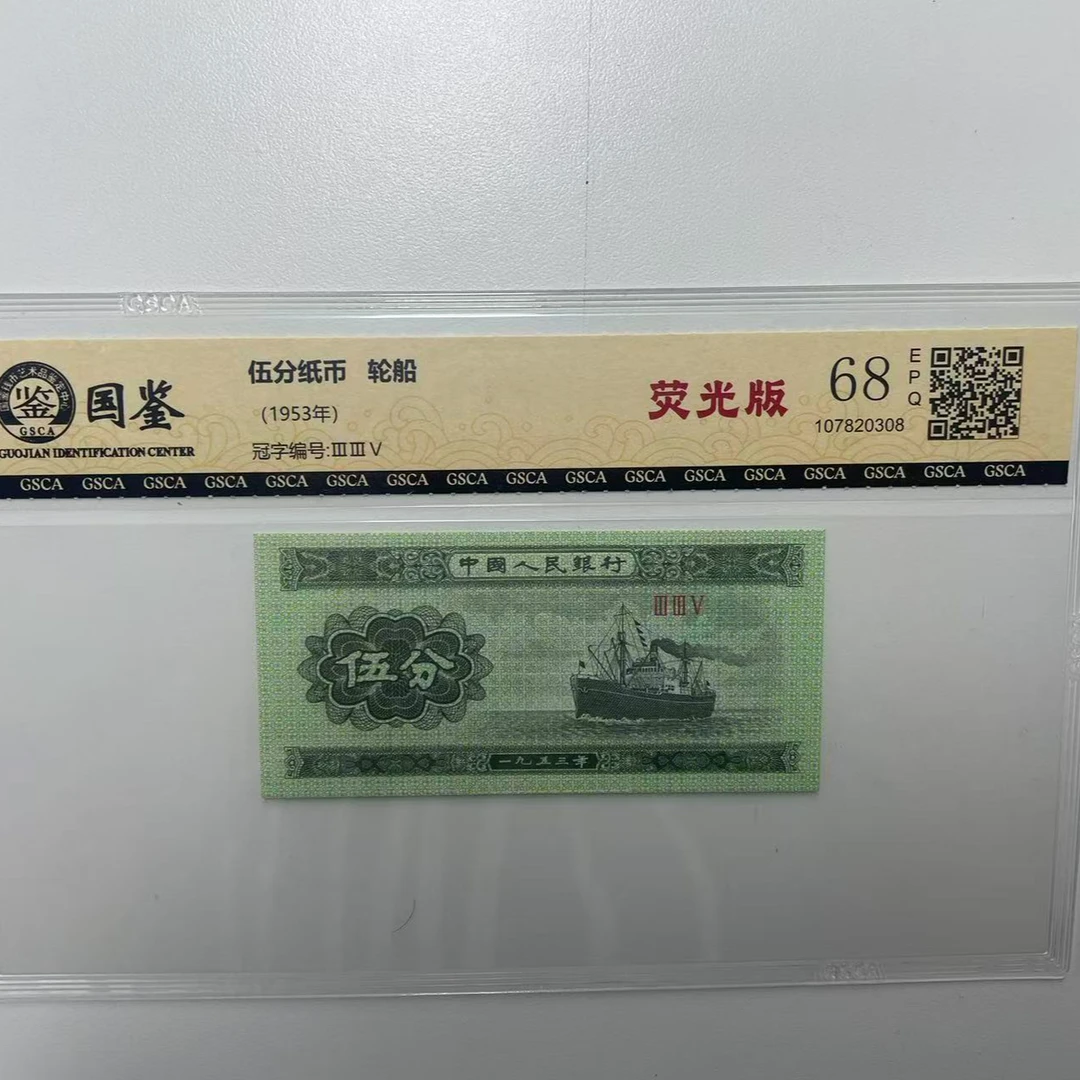 GSCA
鉴
GSCA
国鉴
GUOJIAN IDENTIFICATION CENTER
伍分纸币 轮船
(1953年)
冠字编号:ⅢⅢⅤ
荧光版
68
EPQ
107820308
GSCA GSCA GSCA GSCA GSCA GSCA GSCA GSCA GSCA GSCA GSCA GSCA GSCA GSCA GSCA GSCA GSCA
中國人民銀行
ⅢⅢⅤ
伍分
一九五三年
GSCA